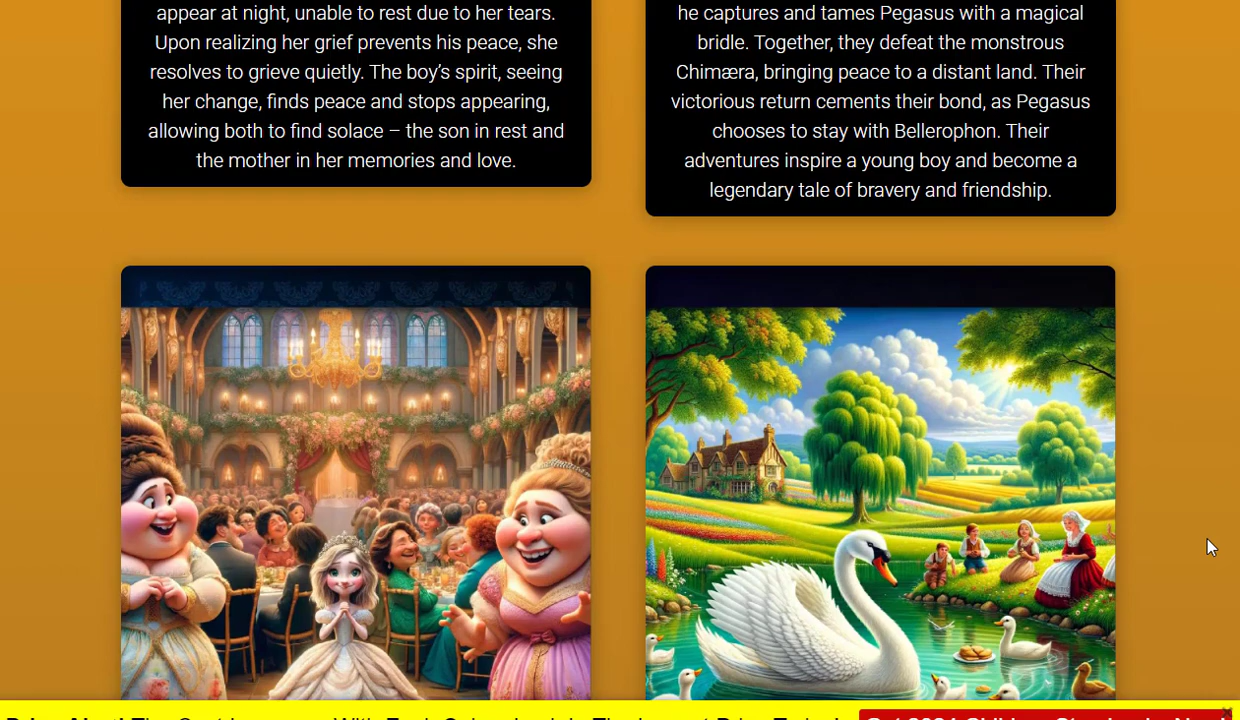 appear at night, unable to rest due to her tears.
Upon realizing her grief prevents his peace, she
resolves to grieve quietly. The boy’s spirit, seeing
her change, finds peace and stops appearing,
allowing both to find solace – the son in rest and
the mother in her memories and love.
he captures and tames Pegasus with a magical
bridle. Together, they defeat the monstrous
Chimæra, bringing peace to a distant land. Their
victorious return cements their bond, as Pegasus
chooses to stay with Bellerophon. Their
adventures inspire a young boy and become a
legendary tale of bravery and friendship.